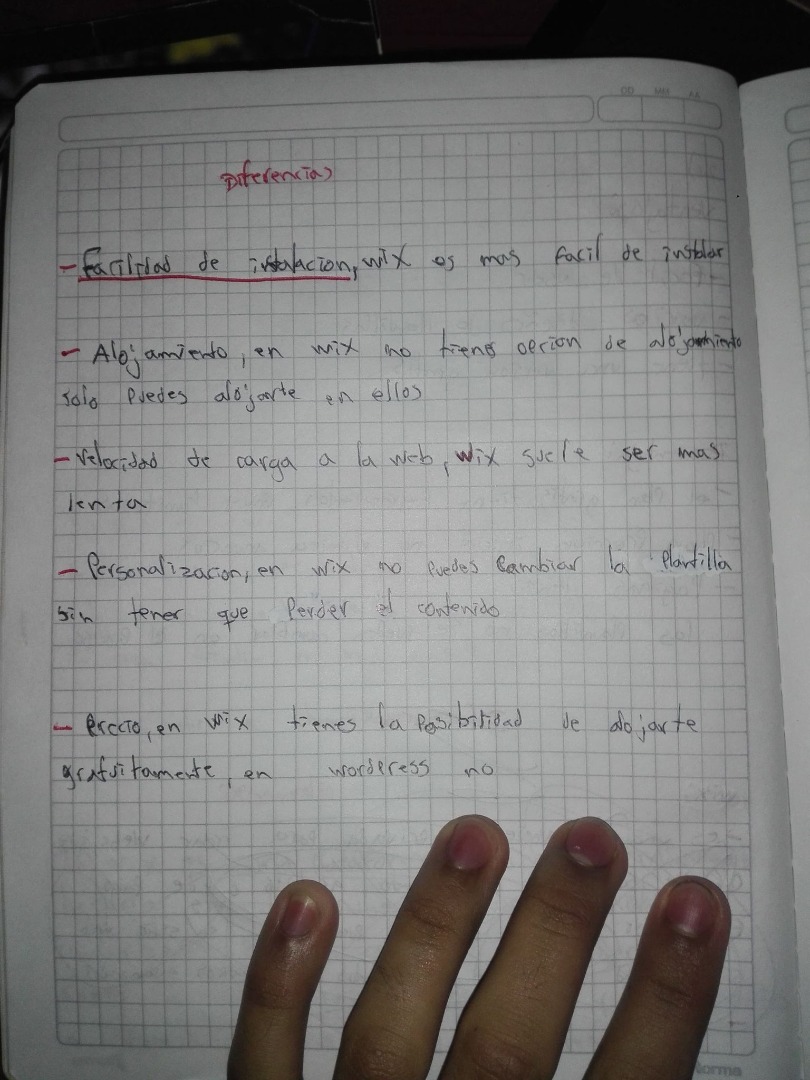 DD MM AA
Diferencias
- Facilidad de instalacion, wix es mas facil de instalar
- Alojamiento, en wix no tienes opcion de alojamiento
solo puedes alojarte en ellos
- Velocidad de carga a la web, wix suele ser mas
lenta
- Personalizacion, en wix no puedes cambiar la plantilla
sin tener que perder el contenido
- Precio, en wix tienes la posibilidad de alojarte
gratuitamente, en wordpress no
Norma